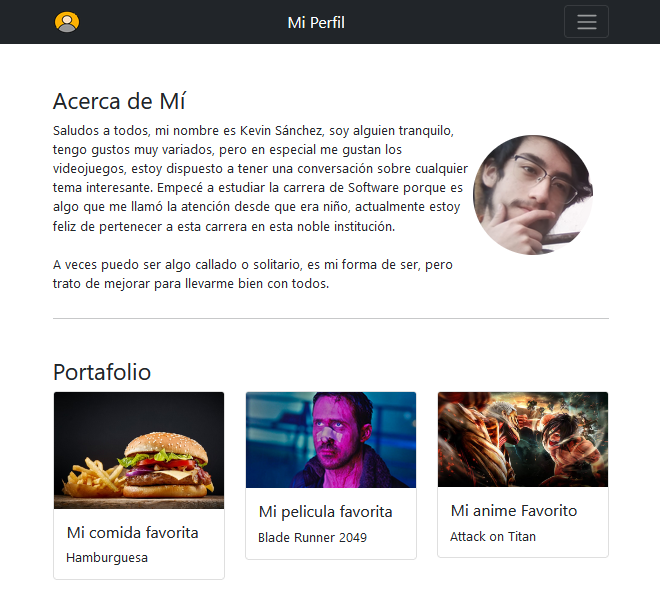 Mi Perfil
Acerca de Mí
Saludos a todos, mi nombre es Kevin Sánchez, soy alguien tranquilo,
tengo gustos muy variados, pero en especial me gustan los
videojuegos, estoy dispuesto a tener una conversación sobre cualquier
tema interesante. Empecé a estudiar la carrera de Software porque es
algo que me llamó la atención desde que era niño, actualmente estoy
feliz de pertenecer a esta carrera en esta noble institución.
A veces puedo ser algo callado o solitario, es mi forma de ser, pero
trato de mejorar para llevarme bien con todos.
Portafolio
Mi comida favorita
Hamburguesa
Mi pelicula favorita
Blade Runner 2049
Mi anime Favorito
Attack on Titan